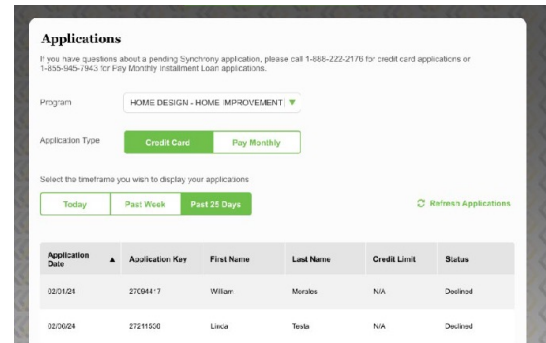 Applications
If you have questions about a pending Synchrony application, please call 1-888-222-2176 for credit card applications or
1-855-945-7943 for Pay Monthly Installment Loan applications.
Program HOME DESIGN - HOME IMPROVEMENT
Application Type Credit Card Pay Monthly
Select the timeframe you wish to display your applications
Today Past Week Past 25 Days Refresh Applications
Application Date Application Key First Name Last Name Credit Limit Status
02/01/24 27094417 William Morales N/A Declined
02/06/24 Linda Tesla N/A Declined